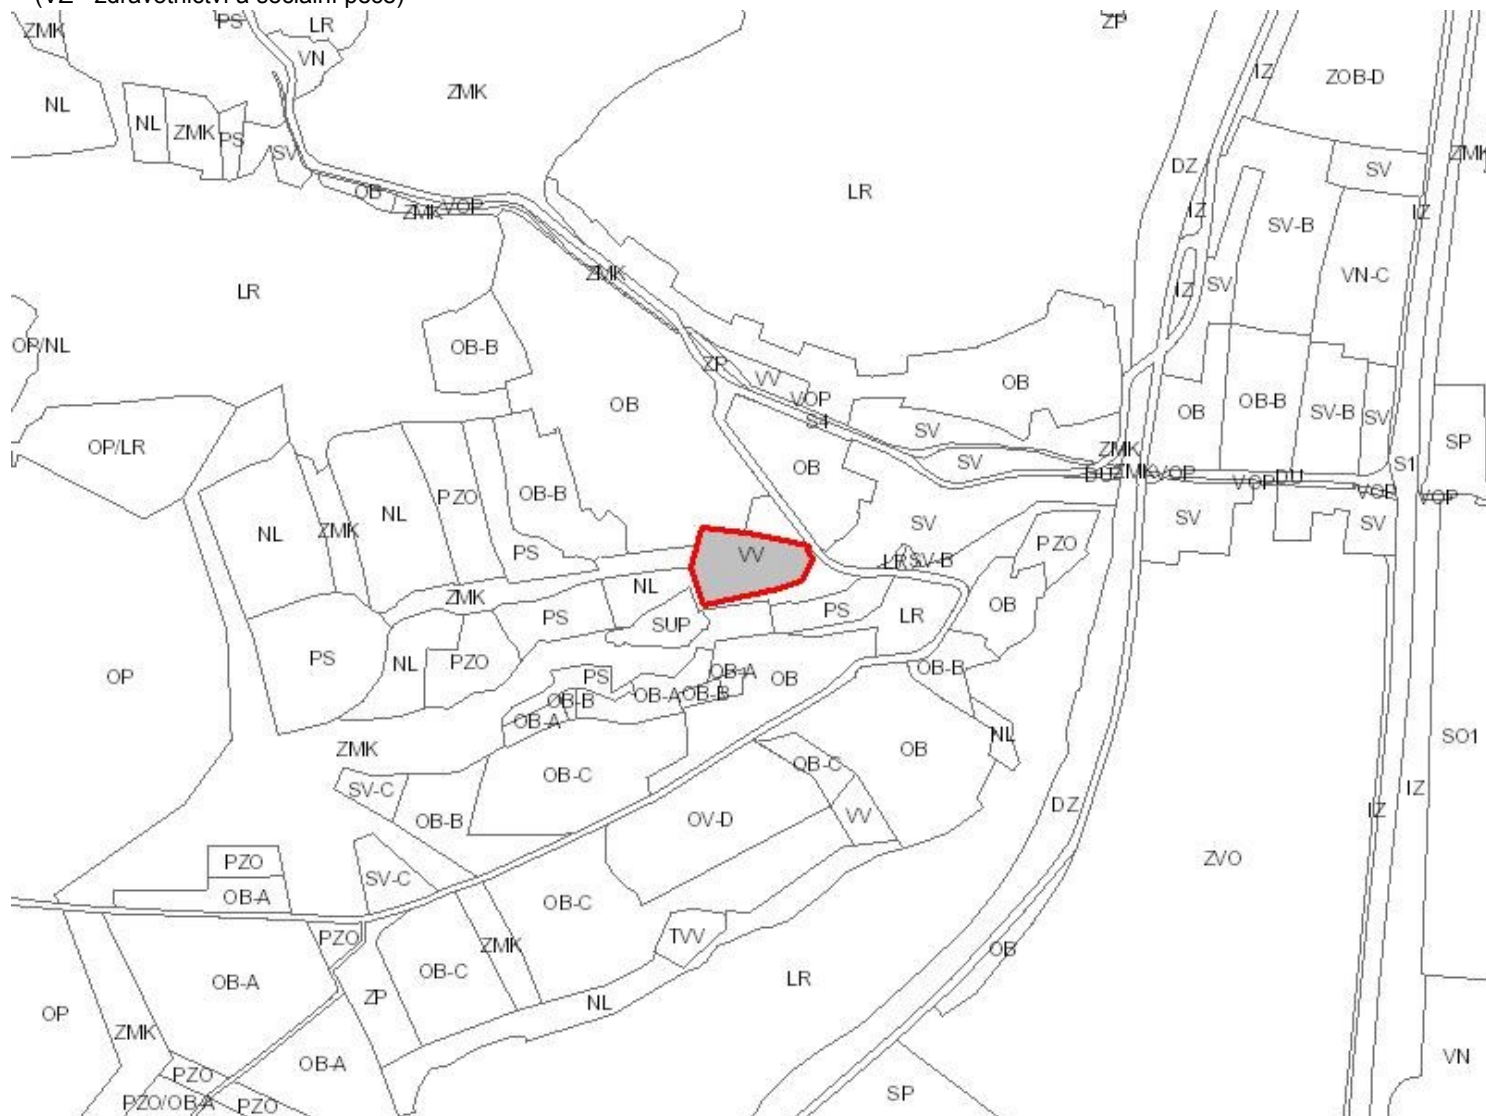 (VZ - zdravotnictví a sociální péče)
PS
LR
ZP
ZMK
VN
IZ
ZOB-D
ZMK
NL
NL
ZMK
PS
SV
ZMK
DZ
SV
OB
LR
ZMK
VOP
IZ
IZ
SV-B
LR
ZMK
IZ
SV
VN-C
OP/NL
OB-B
ZP
VV
VOP
OB
OB
S4
OB
OB-B
SV-B
SV
OP/LR
SV
ZMK
SP
SV
OB
DU
ZMK
VOP
VOP
DU
S1
VOP
VOP
NL
ZMK
NL
PZO
OB-B
SV
SV
SV
PS
VV
LR
SV-B
PZO
ZMK
NL
PS
SUP
PS
LR
OB
PS
NL
PZO
OP
PS
OB-A
OB
OB-B
OB-B
OB-A
OB-B
OB-A
ZMK
OB-C
OB
NL
SO1
SV-C
OB-C
OB-B
OV-D
VV
DZ
IZ
IZ
PZO
SV-C
ZVO
OB-A
OB-C
PZO
TVV
ZMK
OB
OB-A
OB-C
LR
ZP
NL
OP
ZMK
VN
OB-A
PZO
SP
PZO/OB-A
PZO